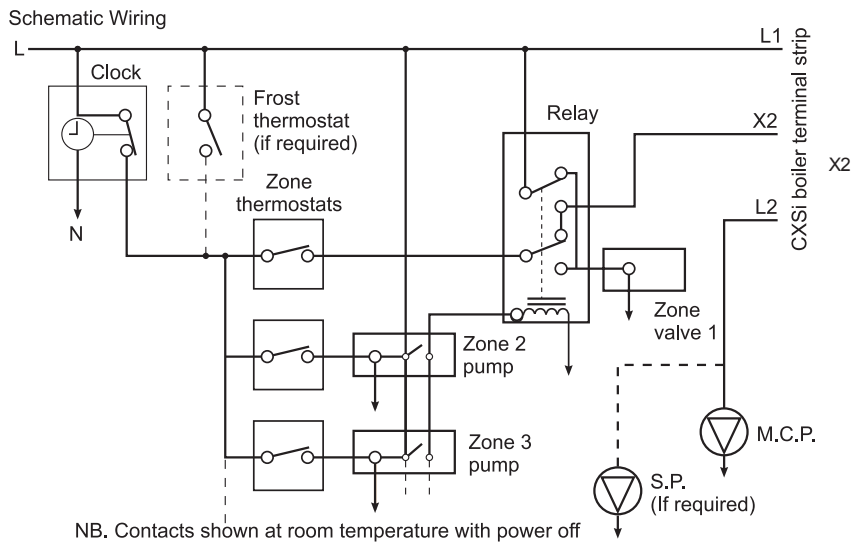 Schematic Wiring
L
L1
Clock
Frost
thermostat
(if required)
Relay
X2
X2
CXSi boiler terminal strip
Zone
thermostats
L2
N
Zone
valve 1
Zone 2
pump
Zone 3
pump
M.C.P.
S.P.
(If required)
NB. Contacts shown at room temperature with power off